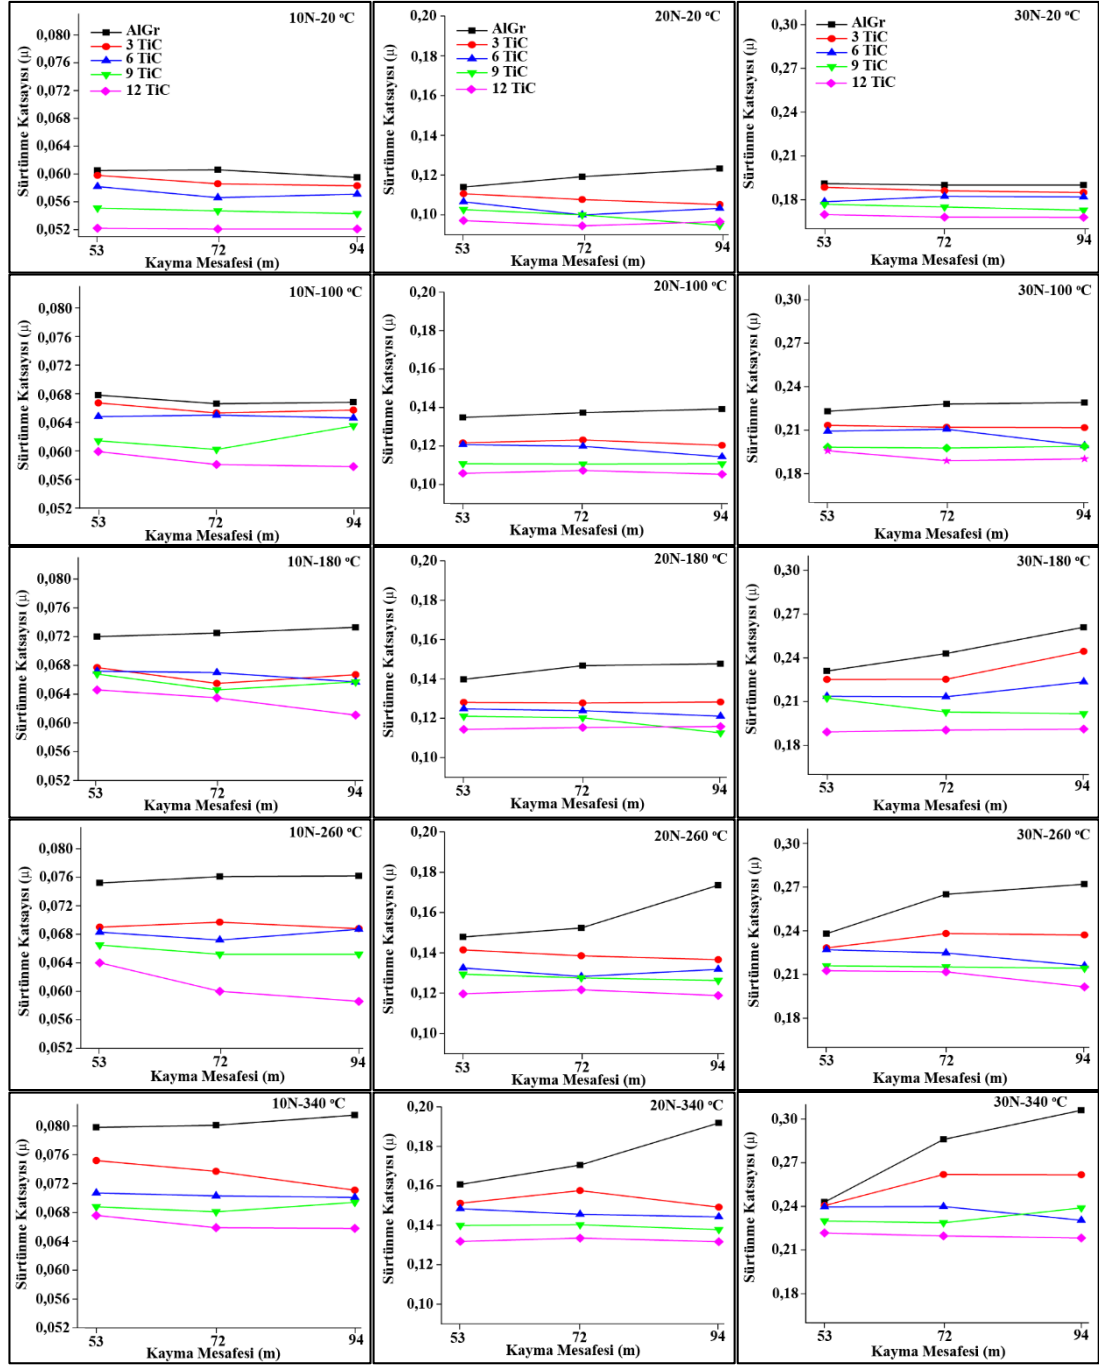 10N-20 °C
0,080
0,076
0,072
0,068
0,064
0,060
0,056
0,052
Sürtünme Katsayısı (µ)
AlGr
3 TiC
6 TiC
9 TiC
12 TiC
53 72 94
Kayma Mesafesi (m)
20N-20 °C
0,20
0,18
0,16
0,14
0,12
0,10
Sürtünme Katsayısı (µ)
AlGr
3 TiC
6 TiC
9 TiC
12 TiC
53 72 94
Kayma Mesafesi (m)
30N-20 °C
0,30
0,27
0,24
0,21
0,18
Sürtünme Katsayısı (µ)
AlGr
3 TiC
6 TiC
9 TiC
12 TiC
53 72 94
Kayma Mesafesi (m)
10N-100 °C
0,080
0,076
0,072
0,068
0,064
0,060
0,056
0,052
Sürtünme Katsayısı (µ)
53 72 94
Kayma Mesafesi (m)
20N-100 °C
0,20
0,18
0,16
0,14
0,12
0,10
Sürtünme Katsayısı (µ)
53 72 94
Kayma Mesafesi (m)
30N-100 °C
0,30
0,27
0,24
0,21
0,18
Sürtünme Katsayısı (µ)
53 72 94
Kayma Mesafesi (m)
10N-180 °C
0,080
0,076
0,072
0,068
0,064
0,060
0,056
0,052
Sürtünme Katsayısı (µ)
53 72 94
Kayma Mesafesi (m)
20N-180 °C
0,20
0,18
0,16
0,14
0,12
0,10
Sürtünme Katsayısı (µ)
53 72 94
Kayma Mesafesi (m)
30N-180 °C
0,30
0,27
0,24
0,21
0,18
Sürtünme Katsayısı (µ)
53 72 94
Kayma Mesafesi (m)
10N-260 °C
0,080
0,076
0,072
0,068
0,064
0,060
0,056
0,052
Sürtünme Katsayısı (µ)
53 72 94
Kayma Mesafesi (m)
20N-260 °C
0,20
0,18
0,16
0,14
0,12
0,10
Sürtünme Katsayısı (µ)
53 72 94
Kayma Mesafesi (m)
30N-260 °C
0,30
0,27
0,24
0,21
0,18
Sürtünme Katsayısı (µ)
53 72 94
Kayma Mesafesi (m)
10N-340 °C
0,080
0,076
0,072
0,068
0,064
0,060
0,056
0,052
Sürtünme Katsayısı (µ)
53 72 94
Kayma Mesafesi (m)
20N-340 °C
0,20
0,18
0,16
0,14
0,12
0,10
Sürtünme Katsayısı (µ)
53 72 94
Kayma Mesafesi (m)
30N-340 °C
0,30
0,27
0,24
0,21
0,18
Sürtünme Katsayısı (µ)
53 72 94
Kayma Mesafesi (m)